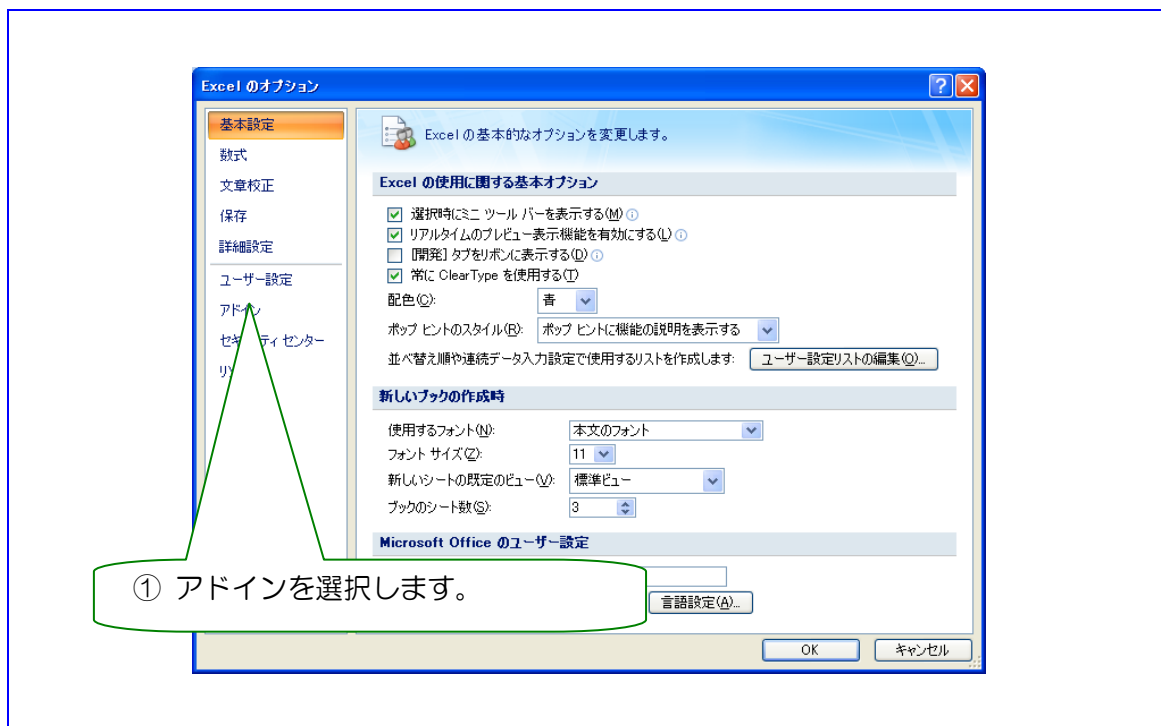 Excel のオプション
基本設定
数式
文章校正
保存
詳細設定
ユーザー設定
アドイン
センター
Excel の基本的なオプションを変更します。
Excel の使用に関する基本オプション
選択時にミニ ツール バーを表示する(M)
リアルタイムのプレビュー表示機能を有効にする(L)
[開発] タブをリボンに表示する(D)
常に ClearType を使用する(T)
配色(C): 青
ポップ ヒントのスタイル(R): ポップ ヒントに機能の説明を表示する
並べ替え順や連続データ入力設定で使用するリストを作成します: ユーザー設定リストの編集(O)...
新しいブックの作成時
使用するフォント(N): 本文のフォント
フォント サイズ(Z): 11
新しいシートの既定のビュー(V): 標準ビュー
ブックのシート数(S): 3
Microsoft Office のユーザー設定
言語設定(A)...
① アドインを選択します。
OK キャンセル